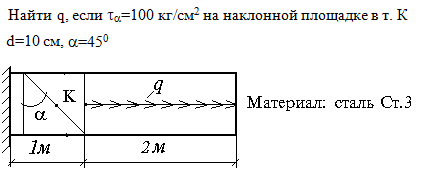 Найти q, если τα=100 кг/см² на наклонной площадке в т. К
d=10 см, α=45⁰
q
K
α
Материал: сталь Ст.3
1м
2м